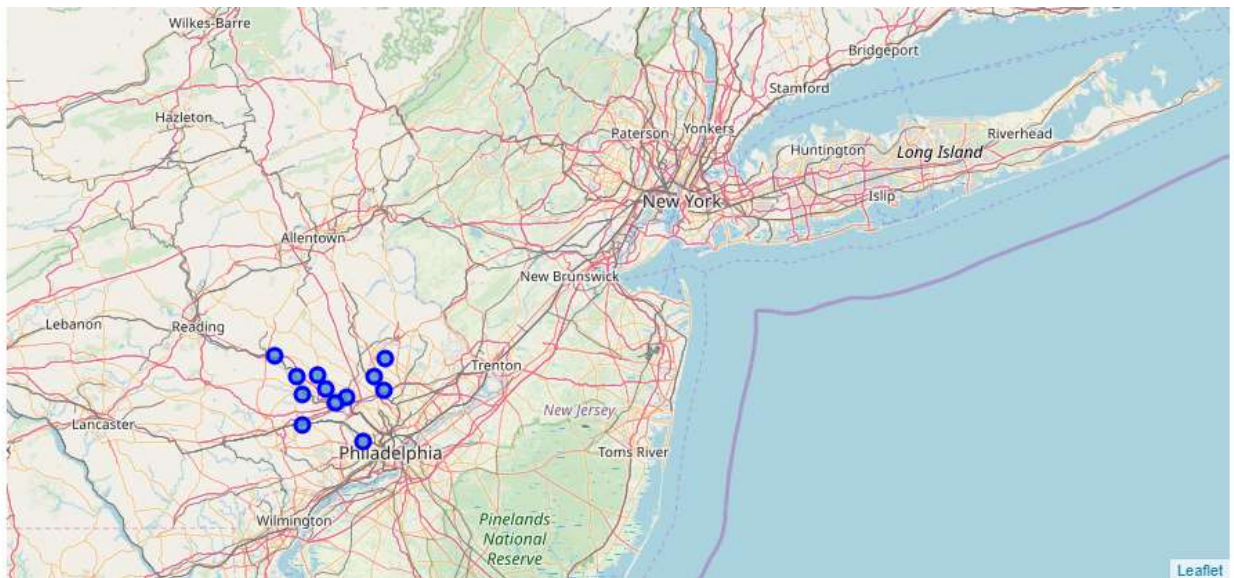 Wilkes-Barre
Bridgeport
Stamford
Hazleton
Paterson
Yonkers
Riverhead
Huntington
Long Island
Islip
New York
Allentown
New Brunswick
Lebanon
Reading
Trenton
New Jersey
Lancaster
Philadelphia
Toms River
Wilmington
Pinelands
National
Reserve
Leaflet